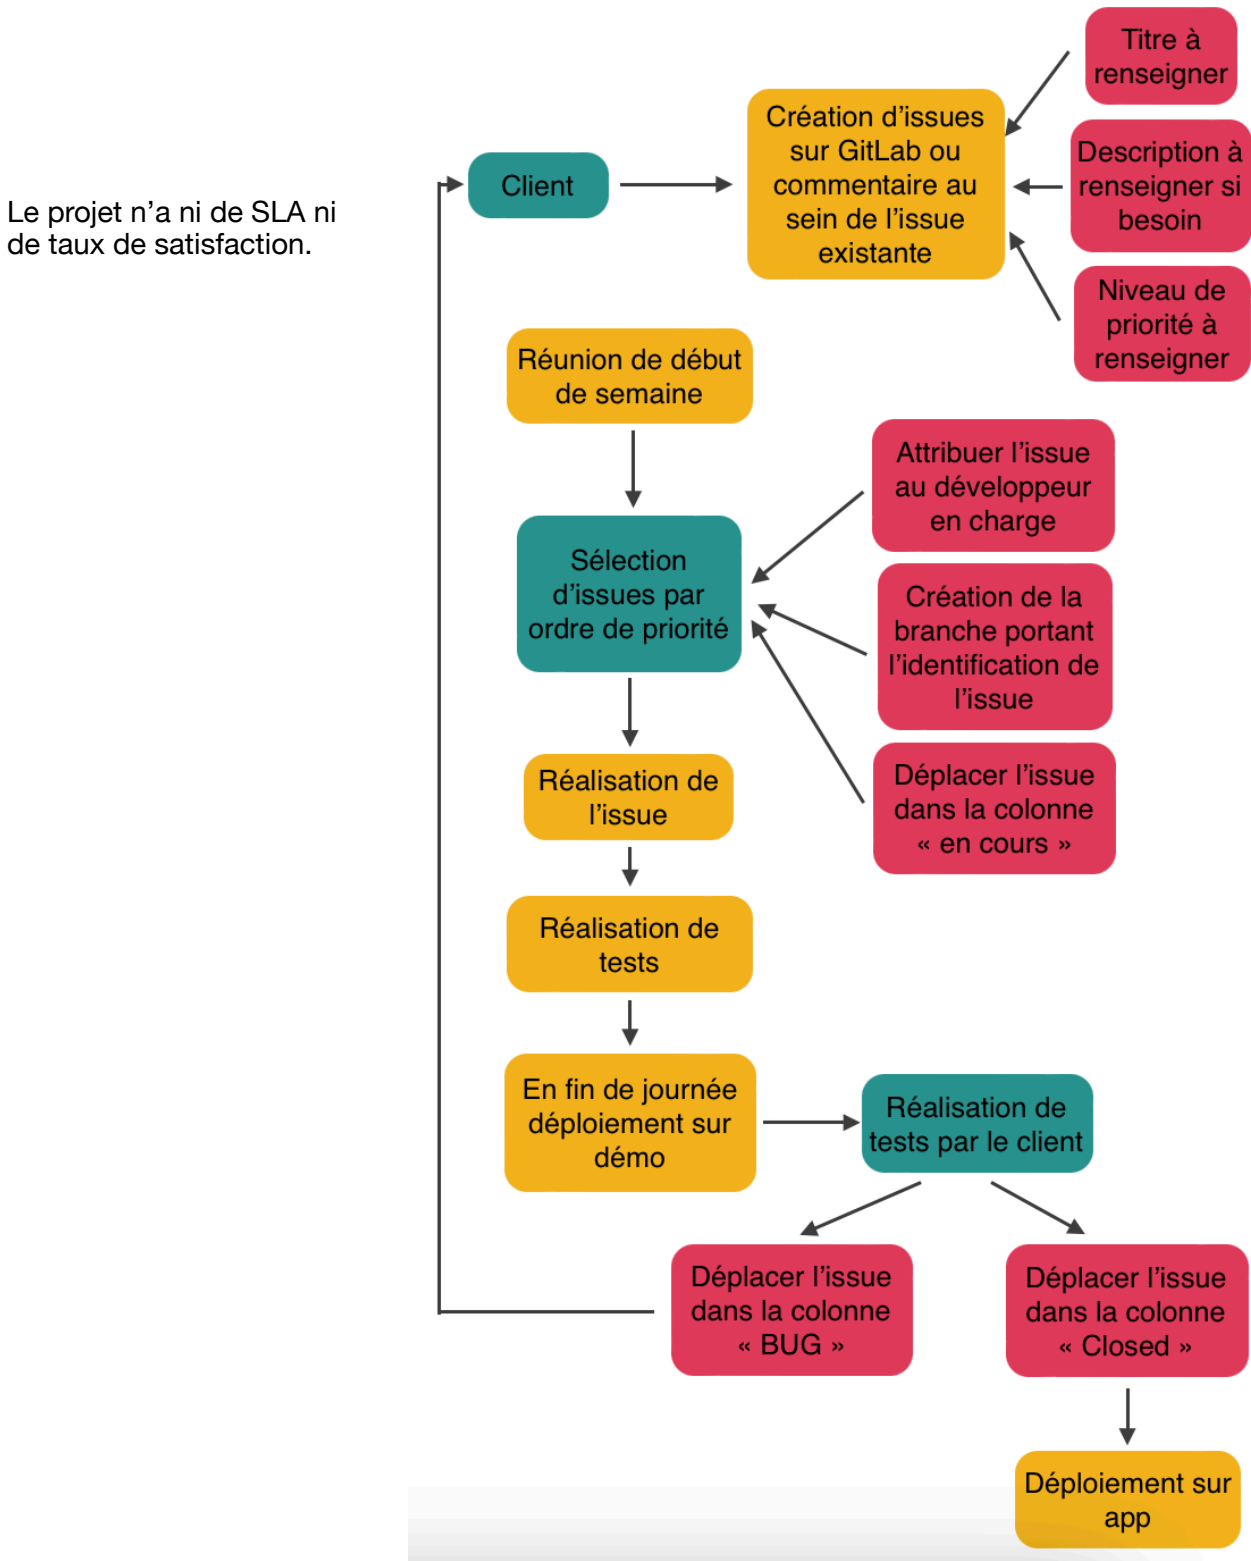 Le projet n’a ni de SLA ni
de taux de satisfaction.
Client
Création d’issues
sur GitLab ou
commentaire au
sein de l’issue
existante
Titre à
renseigner
Description à
renseigner si
besoin
Niveau de
priorité à
renseigner
Réunion de début
de semaine
Sélection
d’issues par
ordre de priorité
Attribuer l’issue
au développeur
en charge
Création de la
branche portant
l’identification de
l’issue
Déplacer l’issue
dans la colonne
« en cours »
Réalisation de
l’issue
Réalisation de
tests
En fin de journée
déploiement sur
démo
Réalisation de
tests par le client
Déplacer l’issue
dans la colonne
« BUG »
Déplacer l’issue
dans la colonne
« Closed »
Déploiement sur
app